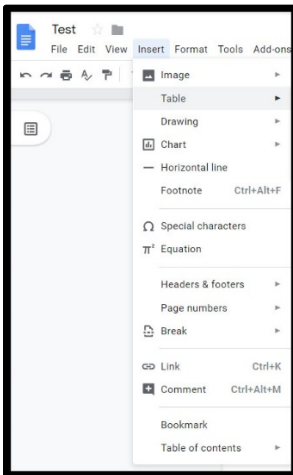 Test
File Edit View Insert Format Tools Add-ons
Image
Table
Drawing
Chart
Horizontal line
Footnote Ctrl+Alt+F
Ω Special characters
π² Equation
Headers & footers
Page numbers
Break
Link Ctrl+K
Comment Ctrl+Alt+M
Bookmark
Table of contents